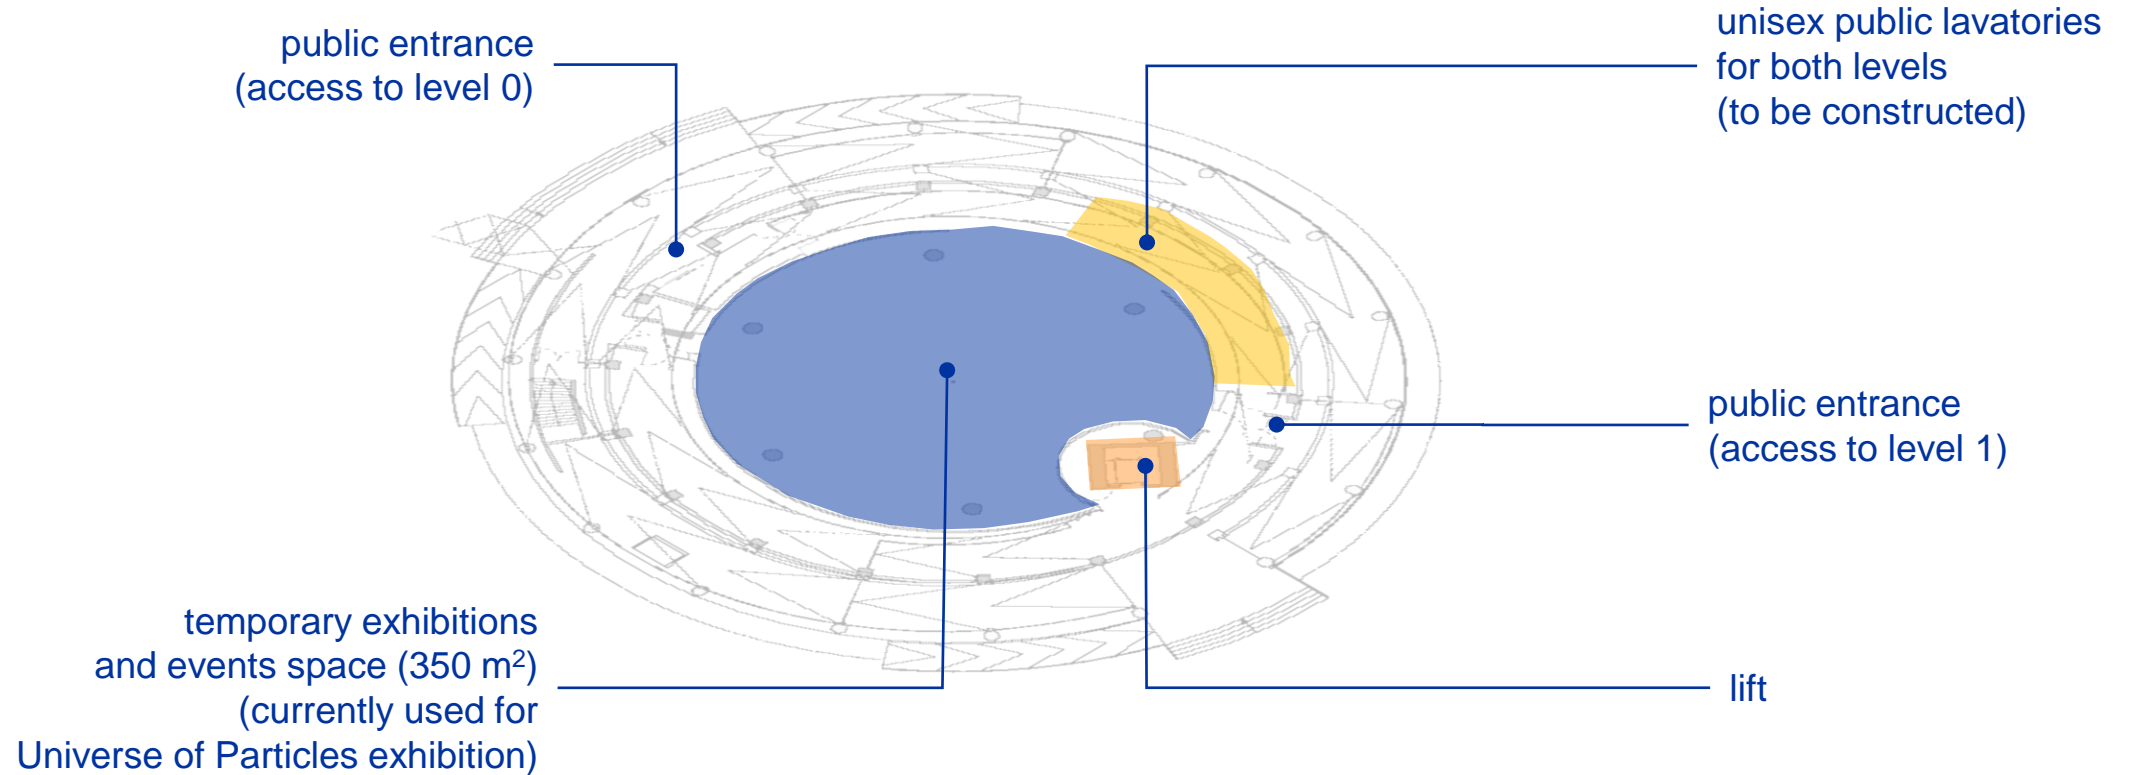 public entrance
(access to level 0)
unisex public lavatories
for both levels
(to be constructed)
public entrance
(access to level 1)
temporary exhibitions
and events space (350 m²)
(currently used for
Universe of Particles exhibition)
lift